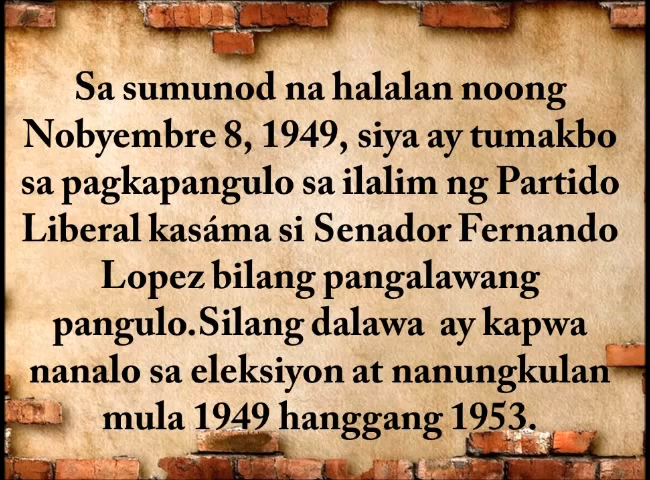 Sa sumunod na halalan noong
Nobyembre 8, 1949, siya ay tumakbo
sa pagkapangulo sa ilalim ng Partido
Liberal kasáma si Senador Fernando
Lopez bilang pangalawang
pangulo.Silang dalawa ay kapwa
nanalo sa eleksiyon at nanungkulan
mula 1949 hanggang 1953.